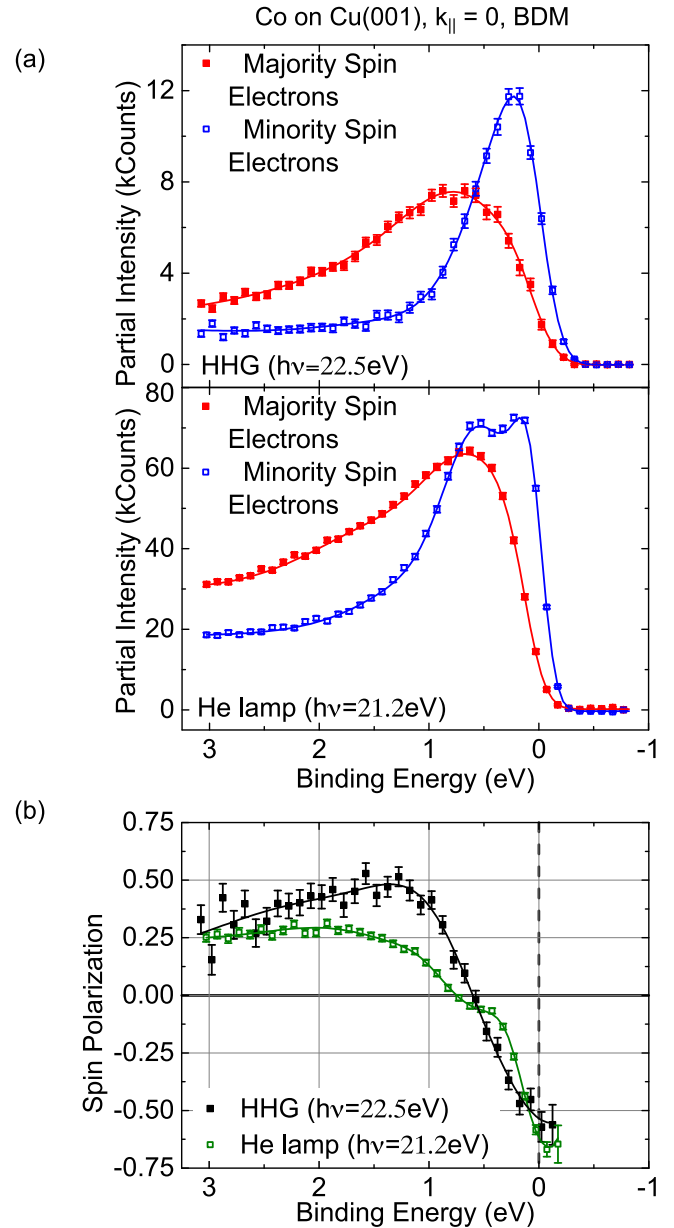 Co on Cu(001), k|| = 0, BDM
(a)
Majority Spin
Electrons
Minority Spin
Electrons
12
8
4
0
Partial Intensity (kCounts)
HHG (hν=22.5eV)
80
60
40
20
0
Partial Intensity (kCounts)
Majority Spin
Electrons
Minority Spin
Electrons
He lamp (hν=21.2eV)
3 2 1 0 -1
Binding Energy (eV)
(b)
0.75
0.50
0.25
0.00
-0.25
-0.50
-0.75
Spin Polarization
HHG (hν=22.5eV)
He lamp (hν=21.2eV)
3 2 1 0 -1
Binding Energy (eV)